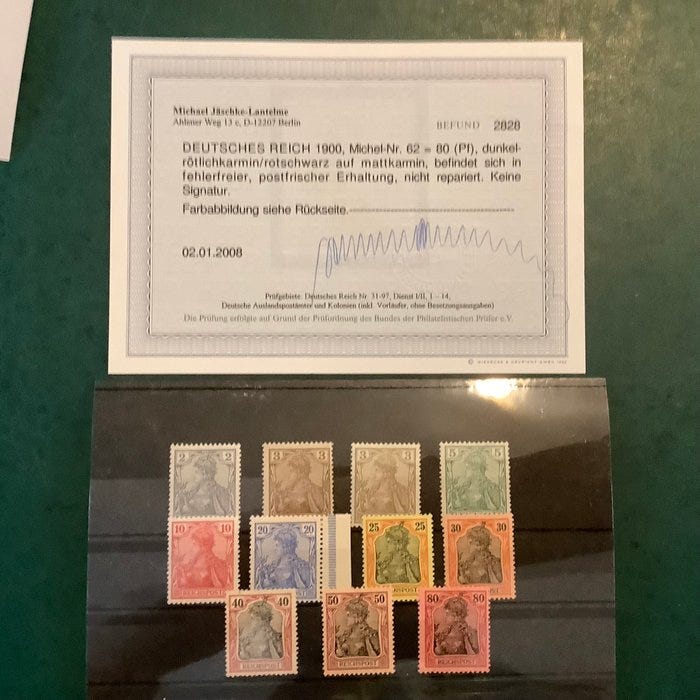 Michael Jäschke-Lantelme
Ahlener Weg 13 c, D-12207 Berlin
BEFUND 2828
DEUTSCHES REICH 1900, Michel-Nr. 62 = 80 (Pf), dunkel-
rötlichkarmin/rotschwarz auf mattkarmin, befindet sich in
fehlerfreier, postfrischer Erhaltung, nicht repariert. Keine
Signatur.
Farbabbildung siehe Rückseite.
02.01.2008
Prüfgebiete: Deutsches Reich Nr. 31-97, Dienst I/II, 1 – 14,
Deutsche Auslandspostämter und Kolonien (inkl. Vorläufer, ohne Besetzungsausgaben)
Die Prüfung erfolgte auf Grund der Prüfordnung des Bundes der Philatelistischen Prüfer e.V.
2 2
3 3
3 3
5 5
10 10
20 20
25 25
30 30
40 40
REICHSPOST
50 50
REICHSPOST
80 80
REICHSPOST